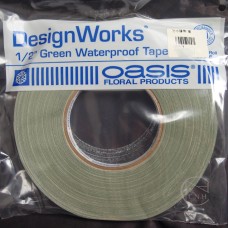 DesignWorks®
1/2" Green Waterproof Tape
OASIS®
FLORAL PRODUCTS